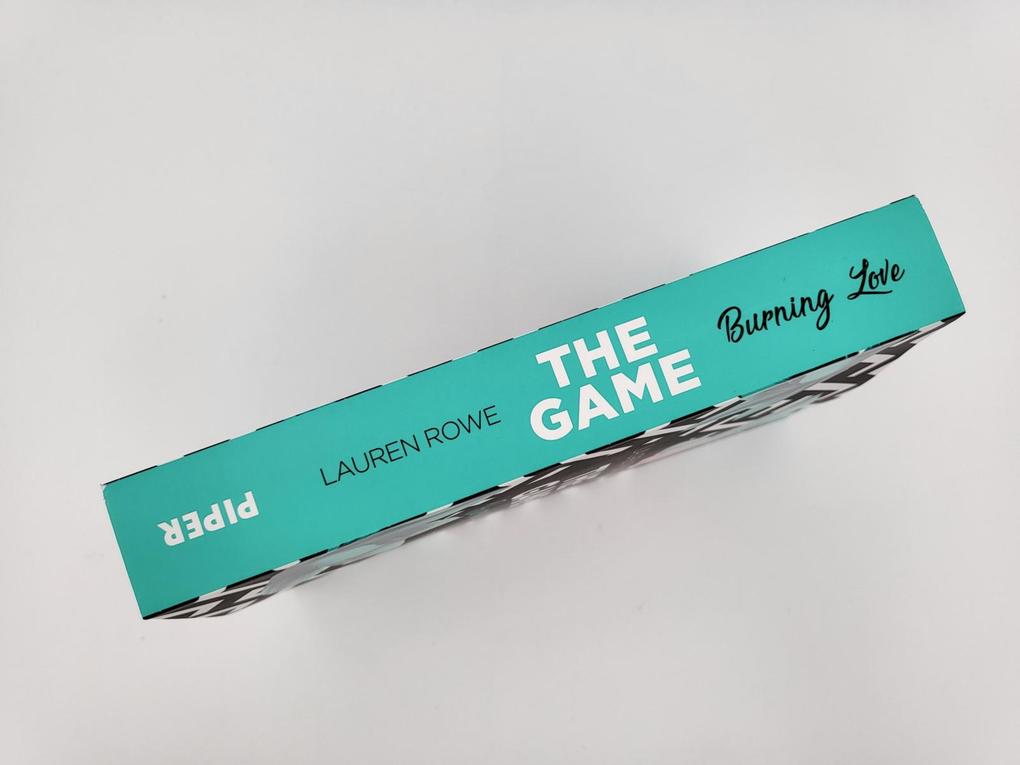 PIPER
LAUREN ROWE
THE
GAME
Burning Love